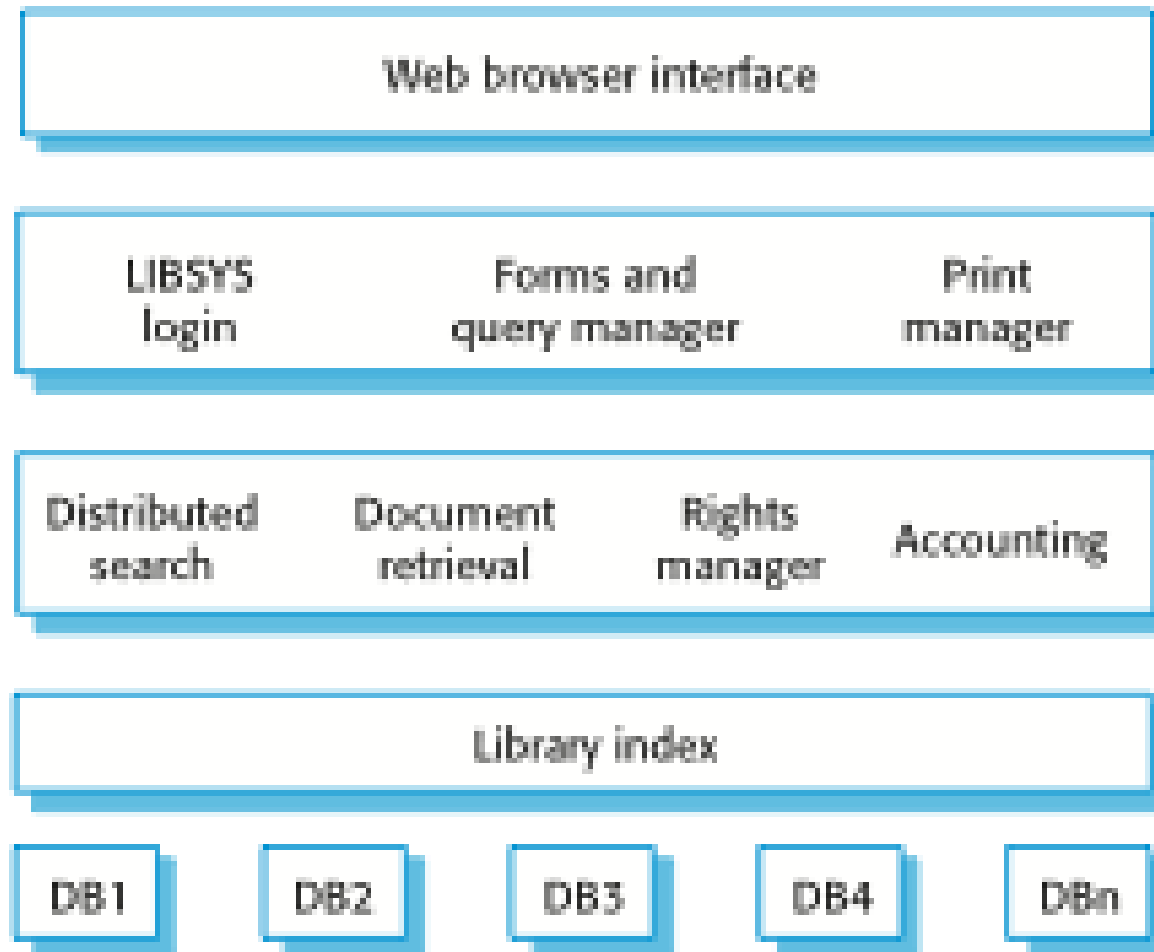 Web browser interface
LIBSYS Forms and Print
login query manager manager
Distributed Document Rights Accounting
search retrieval manager
Library index
DB1 DB2 DB3 DB4 DBn